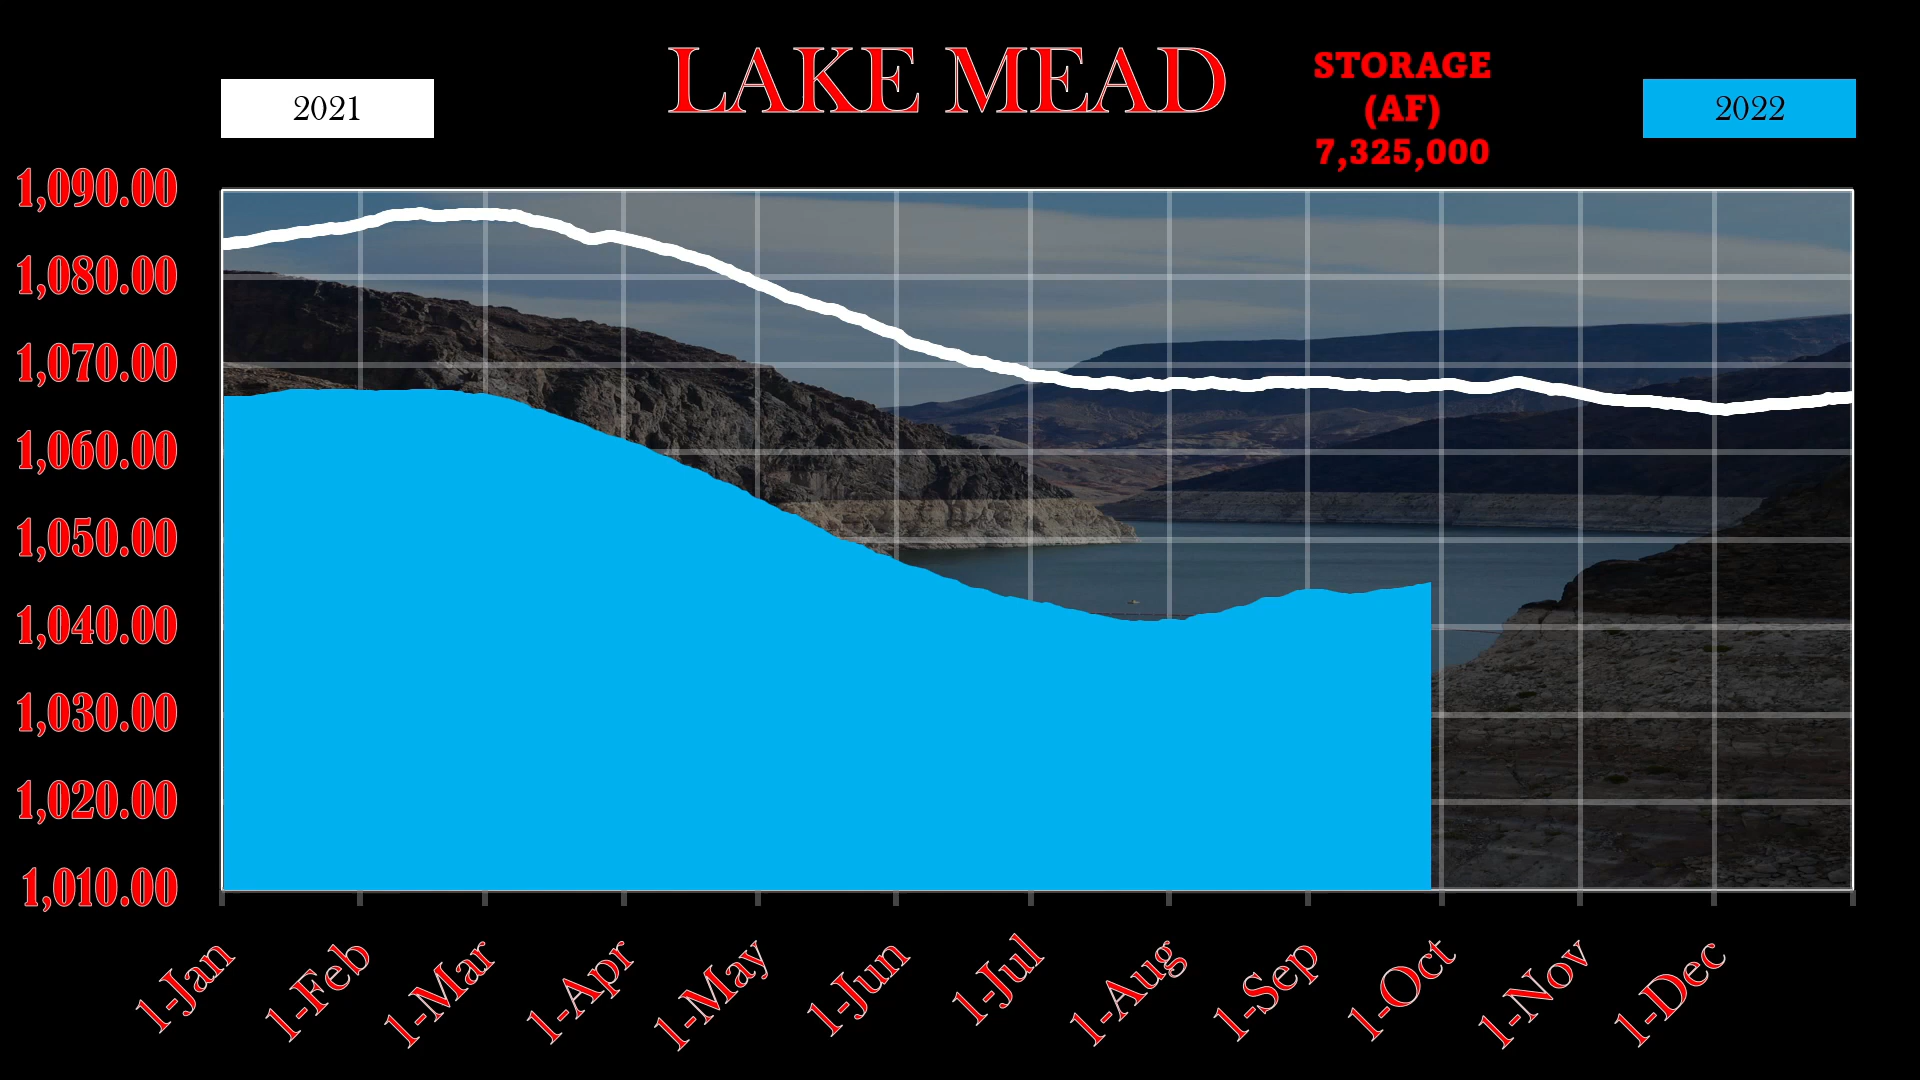 LAKE MEAD
STORAGE
(AF)
7,325,000
2021
2022
1,090.00
1,080.00
1,070.00
1,060.00
1,050.00
1,040.00
1,030.00
1,020.00
1,010.00
1-Jan
1-Feb
1-Mar
1-Apr
1-May
1-Jun
1-Jul
1-Aug
1-Sep
1-Oct
1-Nov
1-Dec